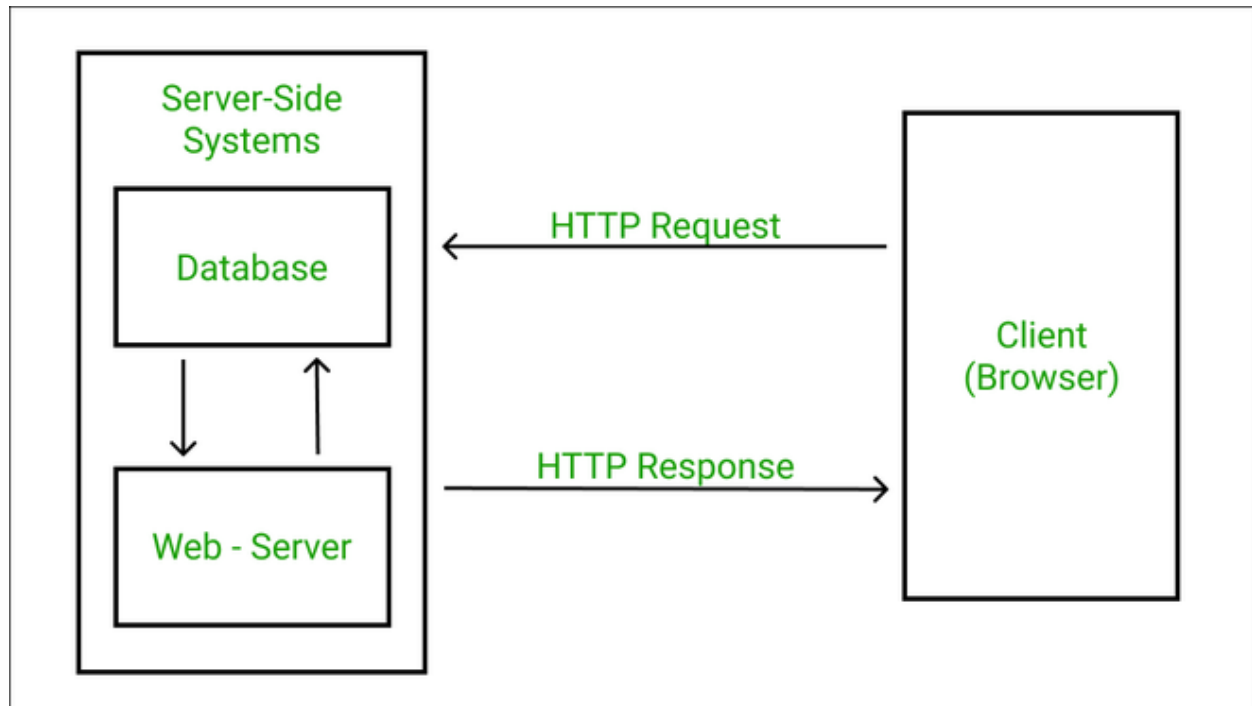 Server-Side
Systems
Database
Web - Server
HTTP Request
HTTP Response
Client
(Browser)